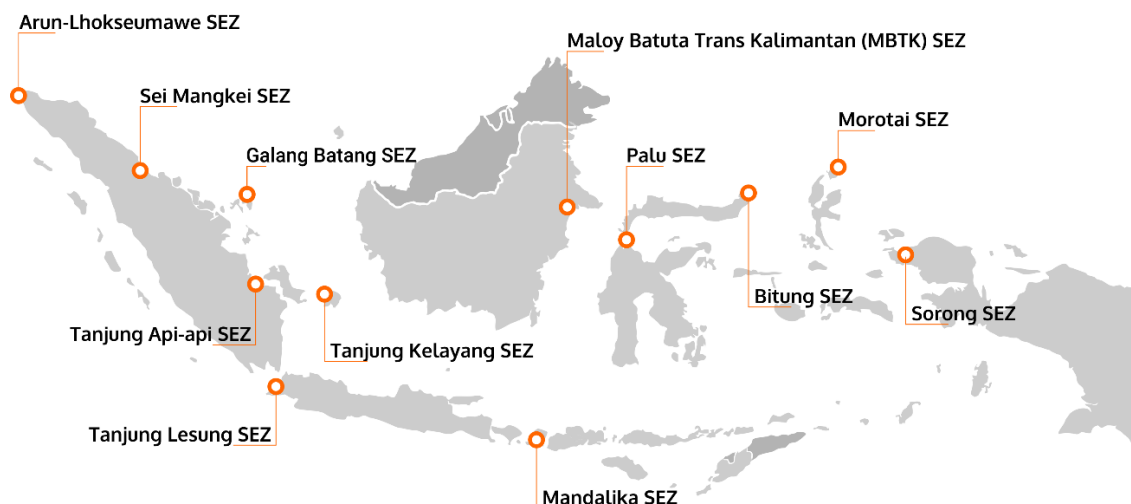 Arun-Lhokseumawe SEZ
Maloy Batuta Trans Kalimantan (MBTK) SEZ
Sei Mangkei SEZ
Morotai SEZ
Galang Batang SEZ
Palu SEZ
Bitung SEZ
Sorong SEZ
Tanjung Api-api SEZ
Tanjung Kelayang SEZ
Tanjung Lesung SEZ
Mandalika SEZ